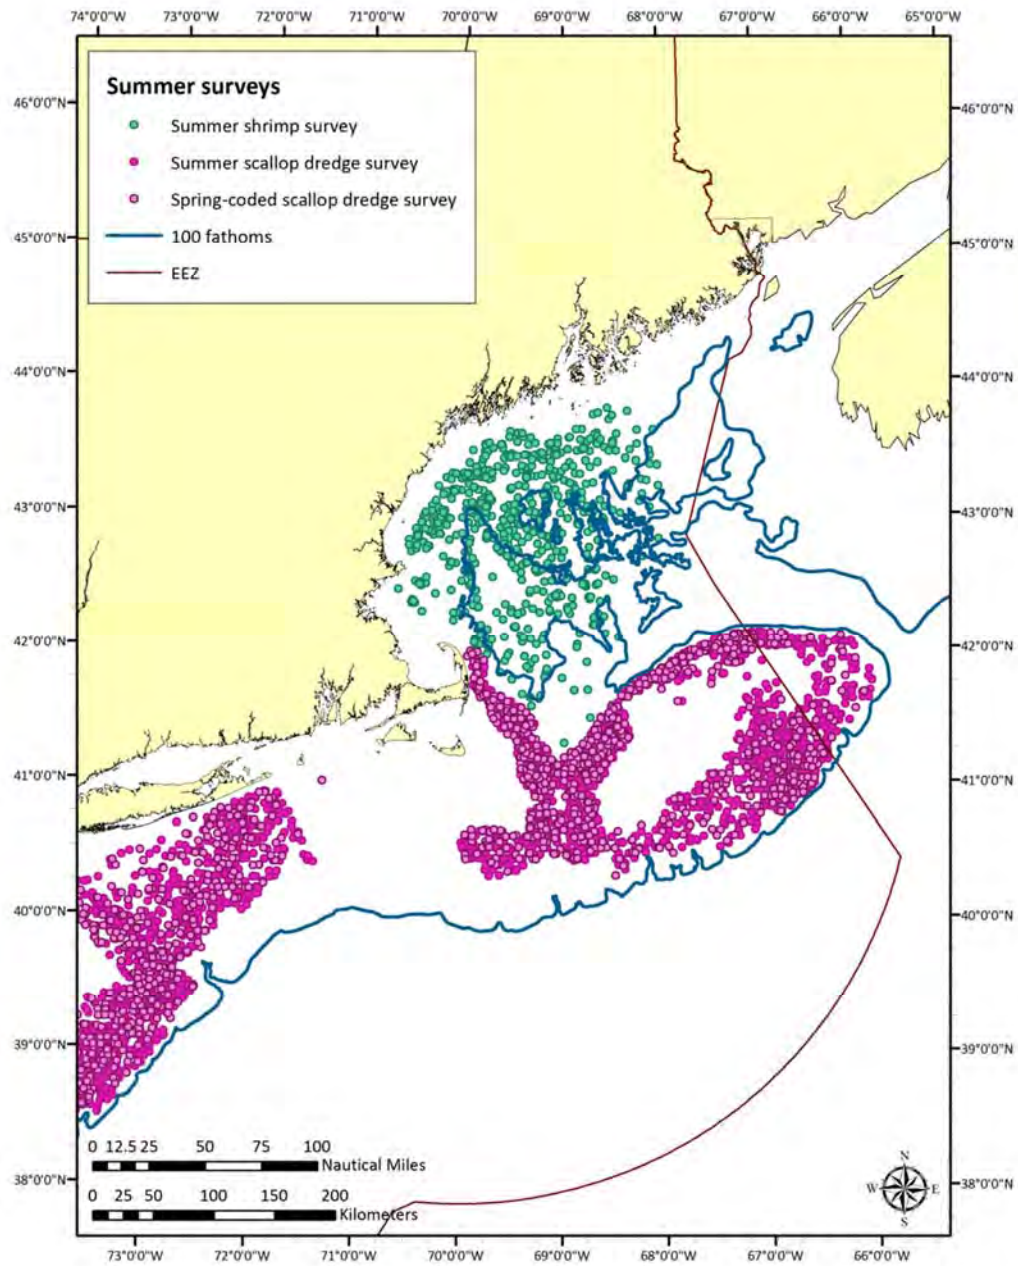 74°0'0"W 73°0'0"W 72°0'0"W 71°0'0"W 70°0'0"W 69°0'0"W 68°0'0"W 67°0'0"W 66°0'0"W 65°0'0"W
Summer surveys
Summer shrimp survey
Summer scallop dredge survey
Spring-coded scallop dredge survey
100 fathoms
EEZ
46°0'0"N 46°0'0"N
45°0'0"N 45°0'0"N
44°0'0"N 44°0'0"N
43°0'0"N 43°0'0"N
42°0'0"N 42°0'0"N
41°0'0"N 41°0'0"N
40°0'0"N 40°0'0"N
39°0'0"N 39°0'0"N
38°0'0"N 38°0'0"N
0 12.5 25 50 75 100
Nautical Miles
0 25 50 100 150 200
Kilometers
N
W E
S
73°0'0"W 72°0'0"W 71°0'0"W 70°0'0"W 69°0'0"W 68°0'0"W 67°0'0"W 66°0'0"W